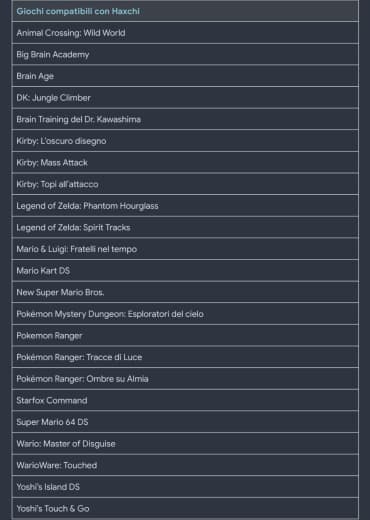 Giochi compatibili con Haxchi
Animal Crossing: Wild World
Big Brain Academy
Brain Age
DK: Jungle Climber
Brain Training del Dr. Kawashima
Kirby: L'oscuro disegno
Kirby: Mass Attack
Kirby: Topi all'attacco
Legend of Zelda: Phantom Hourglass
Legend of Zelda: Spirit Tracks
Mario & Luigi: Fratelli nel tempo
Mario Kart DS
New Super Mario Bros.
Pokémon Mystery Dungeon: Esploratori del cielo
Pokemon Ranger
Pokémon Ranger: Tracce di Luce
Pokémon Ranger: Ombre su Almia
Starfox Command
Super Mario 64 DS
Wario: Master of Disguise
WarioWare: Touched
Yoshi's Island DS
Yoshi's Touch & Go